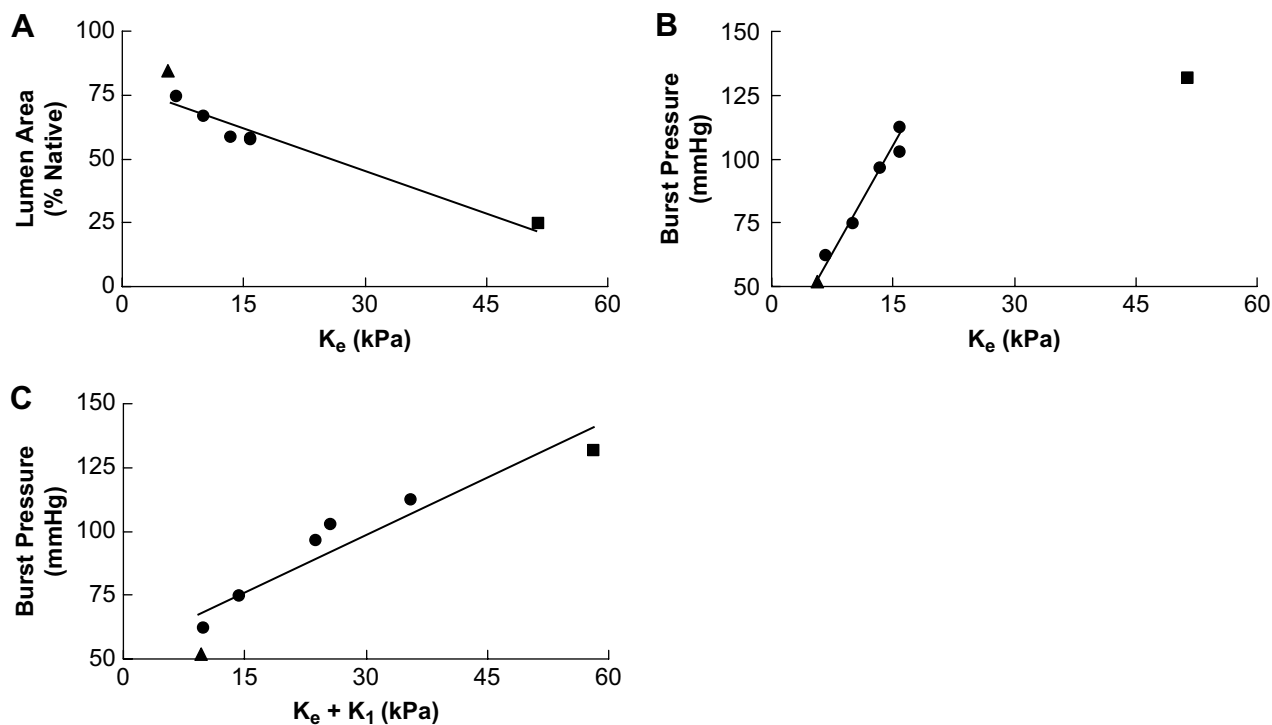 A
Lumen Area
(% Native)
100
75
50
25
0
0 15 30 45 60
Ke (kPa)
B
Burst Pressure
(mmHg)
150
125
100
75
50
0 15 30 45 60
Ke (kPa)
C
Burst Pressure
(mmHg)
150
125
100
75
50
0 15 30 45 60
Ke + K1 (kPa)